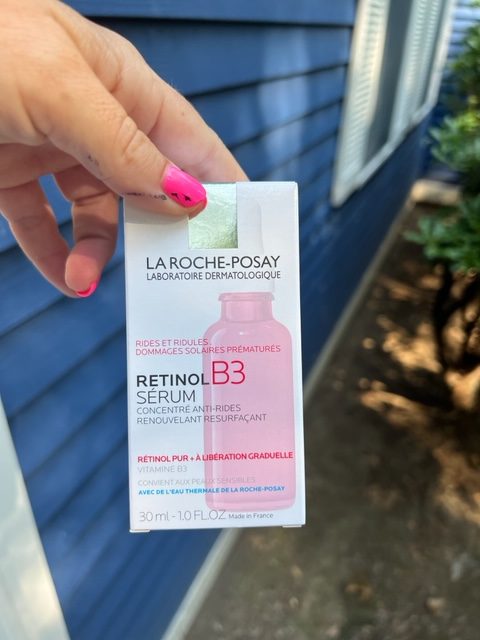 LA ROCHE-POSAY
LABORATOIRE DERMATOLOGIQUE
RIDES ET RIDULES
DOMMAGES SOLAIRES PRÉMATURÉS
RETINOL B3
SÉRUM
CONCENTRÉ ANTI-RIDES
RENOUVELANT RESURFAÇANT
RÉTINOL PUR + À LIBÉRATION GRADUELLE
VITAMINE B3
CONVIENT AUX PEAUX SENSIBLES
AVEC DE L'EAU THERMALE DE LA ROCHE-POSAY
30 ml - 1.0 FL.OZ Made in France